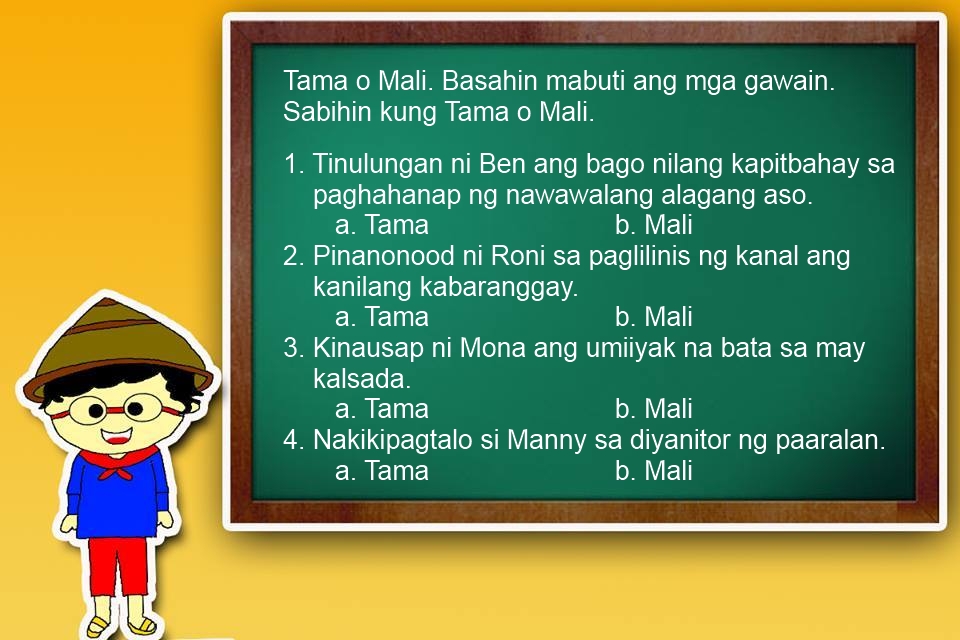 Tama o Mali. Basahin mabuti ang mga gawain.
Sabihin kung Tama o Mali.
1. Tinulungan ni Ben ang bago nilang kapitbahay sa
paghahanap ng nawawalang alagang aso.
a. Tama b. Mali
2. Pinanonood ni Roni sa paglilinis ng kanal ang
kanilang kabaranggay.
a. Tama b. Mali
3. Kinausap ni Mona ang umiiyak na bata sa may
kalsada.
a. Tama b. Mali
4. Nakikipagtalo si Manny sa diyanitor ng paaralan.
a. Tama b. Mali